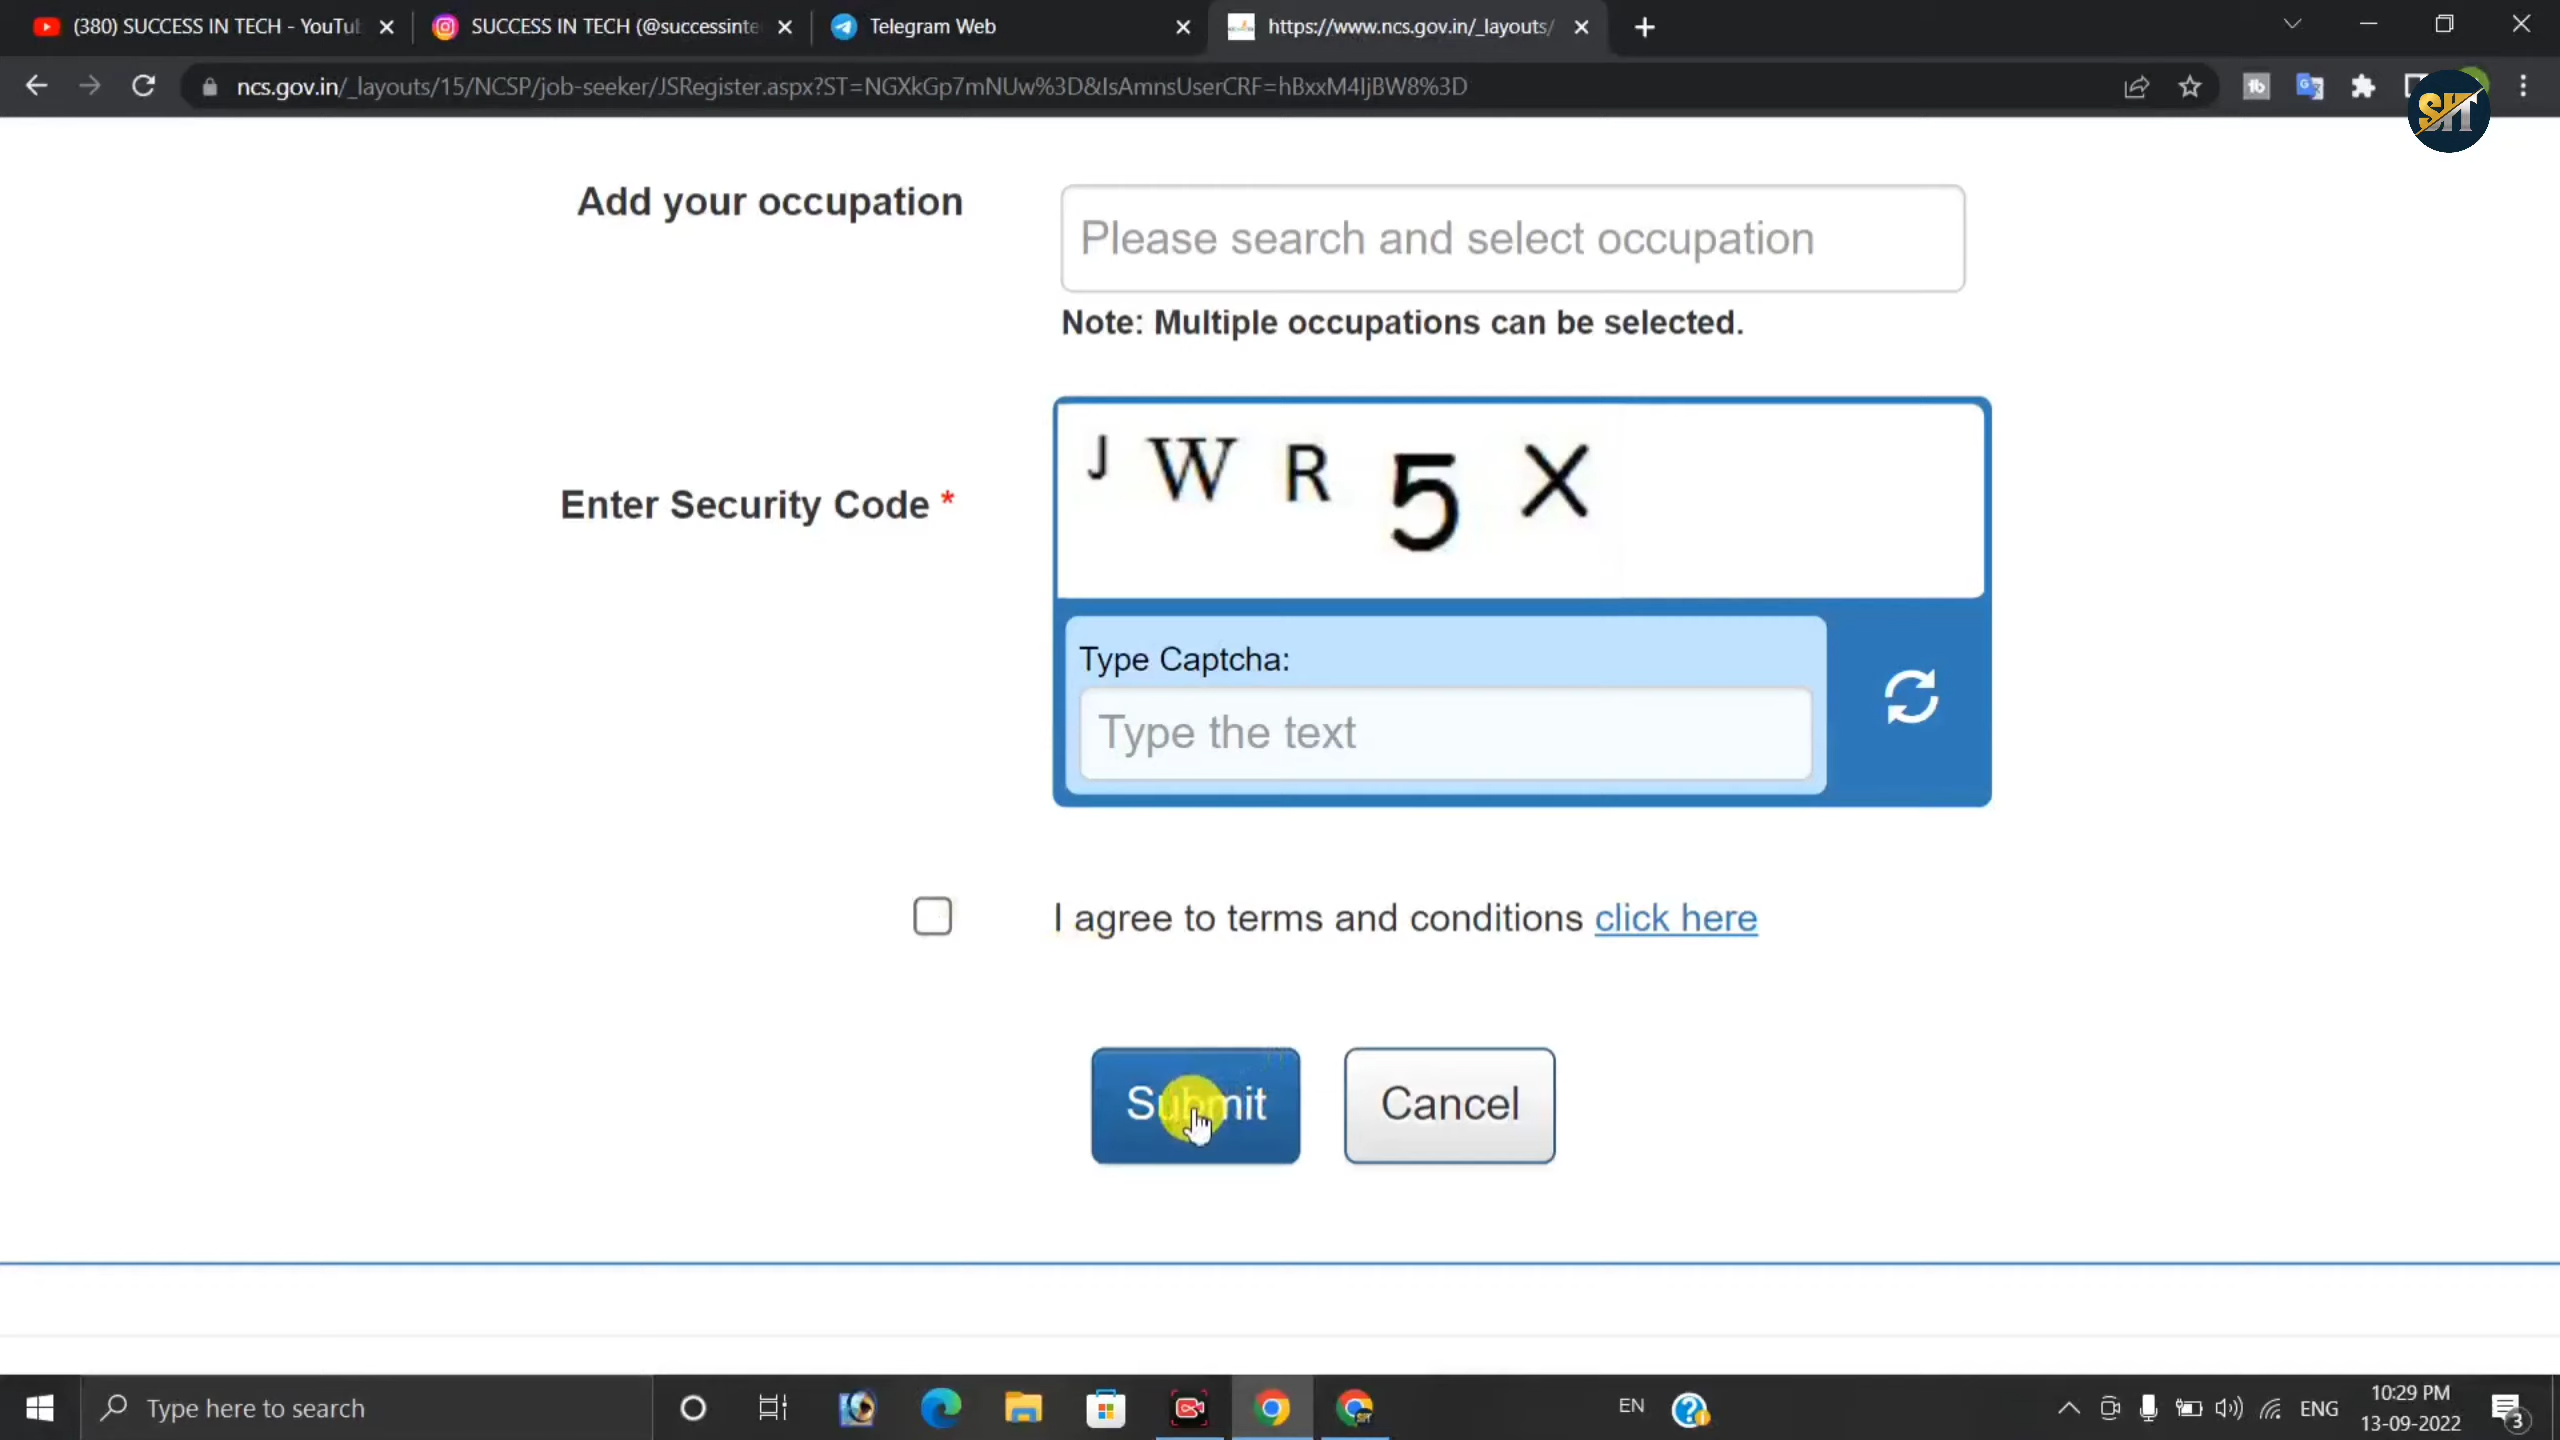 (380) SUCCESS IN TECH - YouTu
SUCCESS IN TECH (@successinte
Telegram Web
https://www.ncs.gov.in/_layouts/
ncs.gov.in/_layouts/15/NCSP/job-seeker/JSRegister.aspx?ST=NGXkGp7mNUw%3D&IsAmnsUserCRF=hBxxM4IjBW8%3D
SIT
Add your occupation
Please search and select occupation
Note: Multiple occupations can be selected.
J W R 5 X
Enter Security Code *
Type Captcha:
Type the text
I agree to terms and conditions click here
Submit
Cancel
Type here to search
EN
ENG
10:29 PM
13-09-2022
3